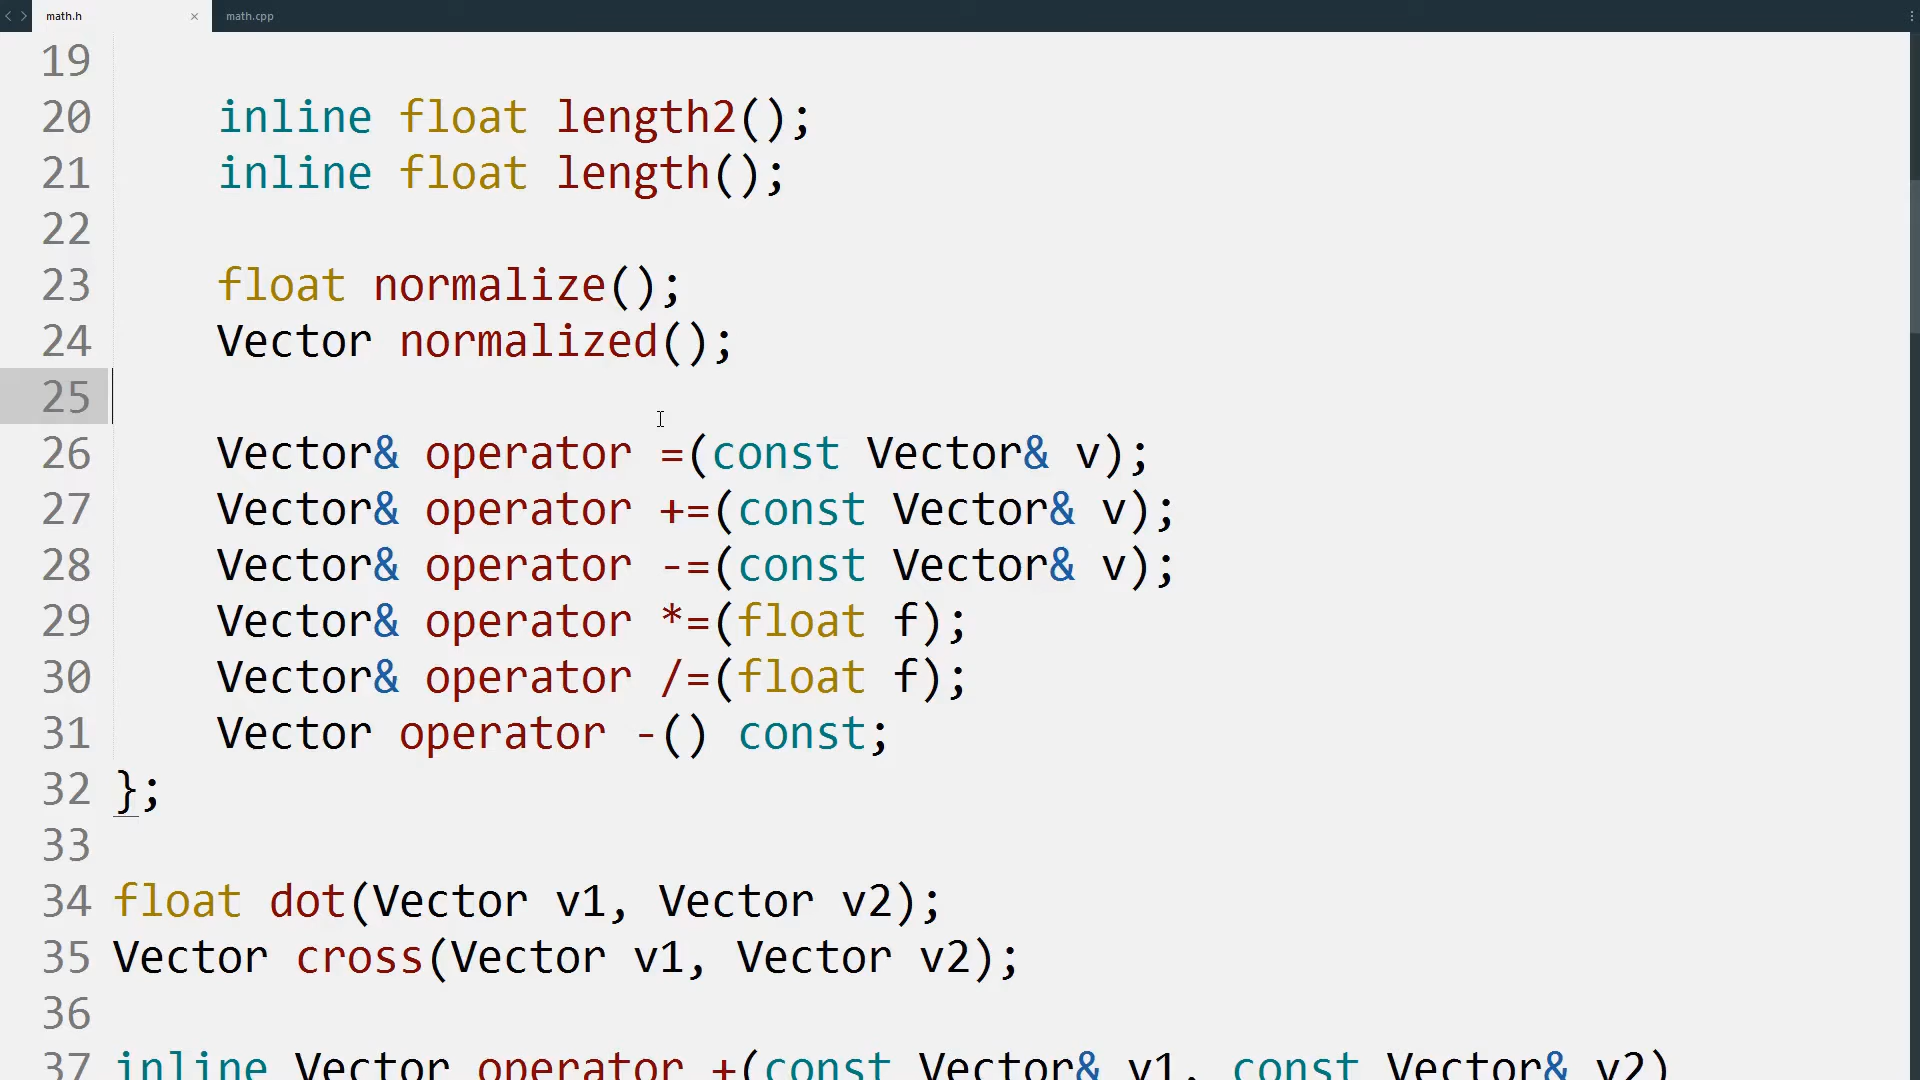 math.h × math.cpp
19
20 inline float length2();
21 inline float length();
22
23 float normalize();
24 Vector normalized();
25
26 Vector& operator =(const Vector& v);
27 Vector& operator +=(const Vector& v);
28 Vector& operator -=(const Vector& v);
29 Vector& operator *=(float f);
30 Vector& operator /=(float f);
31 Vector operator -() const;
32 };
33
34 float dot(Vector v1, Vector v2);
35 Vector cross(Vector v1, Vector v2);
36
37 inline Vector operator +(const Vector& v1, const Vector& v2)